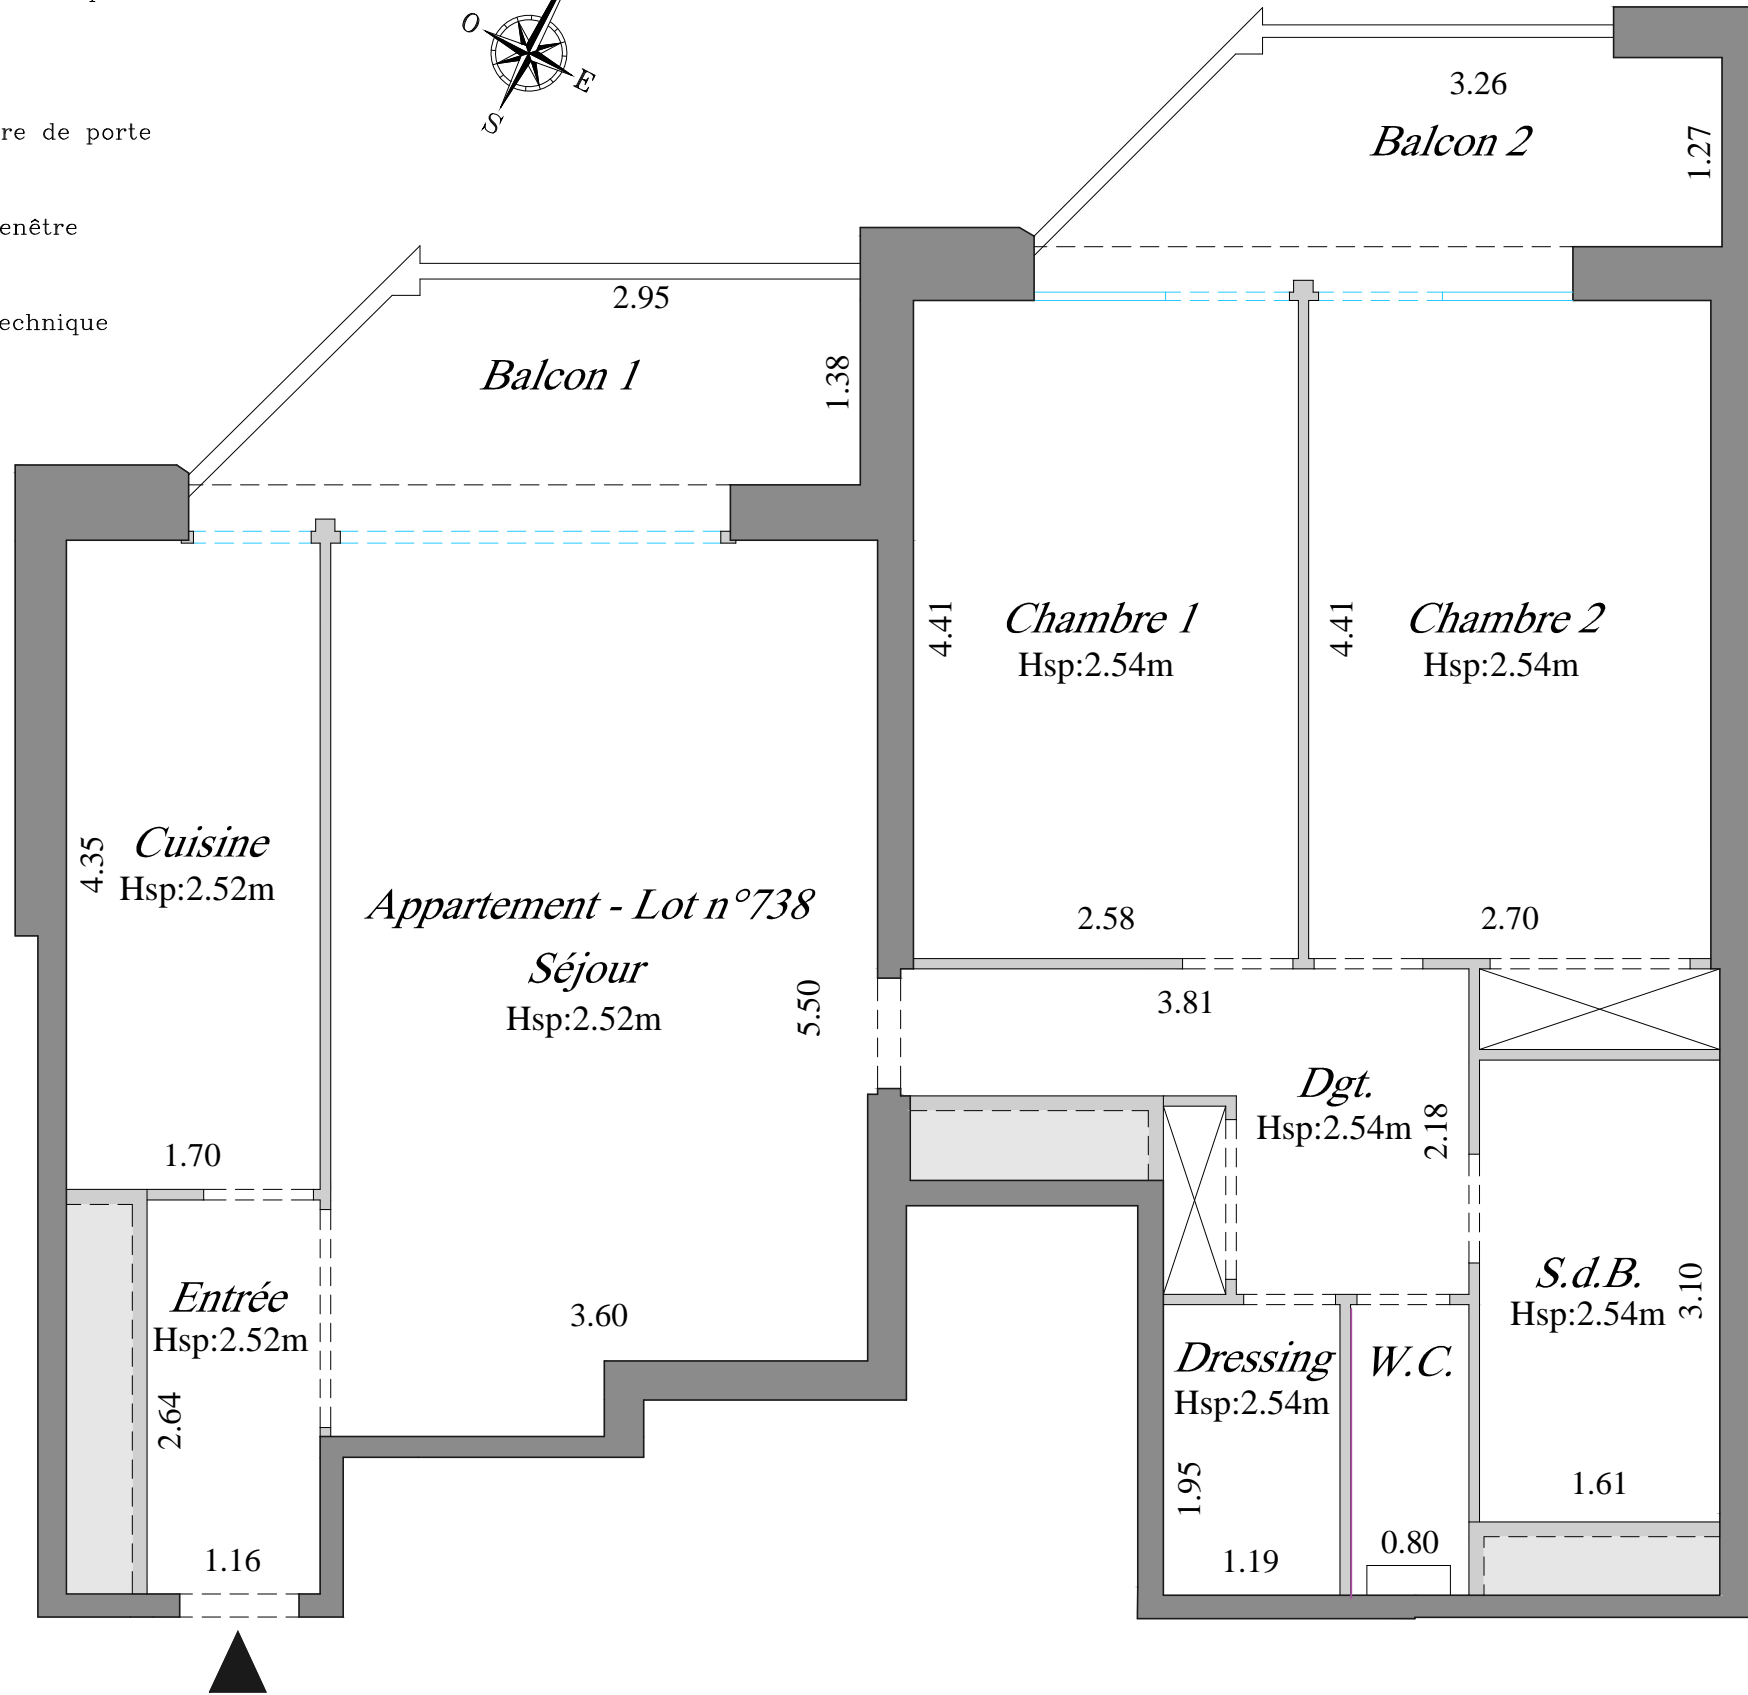 O
E
S
re de porte
enêtre
echnique
3.26
Balcon 2
1.27
2.95
Balcon 1
1.38
4.41
Chambre 1
Hsp:2.54m
4.41
Chambre 2
Hsp:2.54m
4.35
Cuisine
Hsp:2.52m
Appartement - Lot n°738
Séjour
Hsp:2.52m
5.50
2.58
2.70
3.81
Dgt.
Hsp:2.54m
2.18
1.70
Entrée
Hsp:2.52m
2.64
1.16
3.60
S.d.B.
Hsp:2.54m
3.10
Dressing
Hsp:2.54m
1.95
1.19
W.C.
0.80
1.61